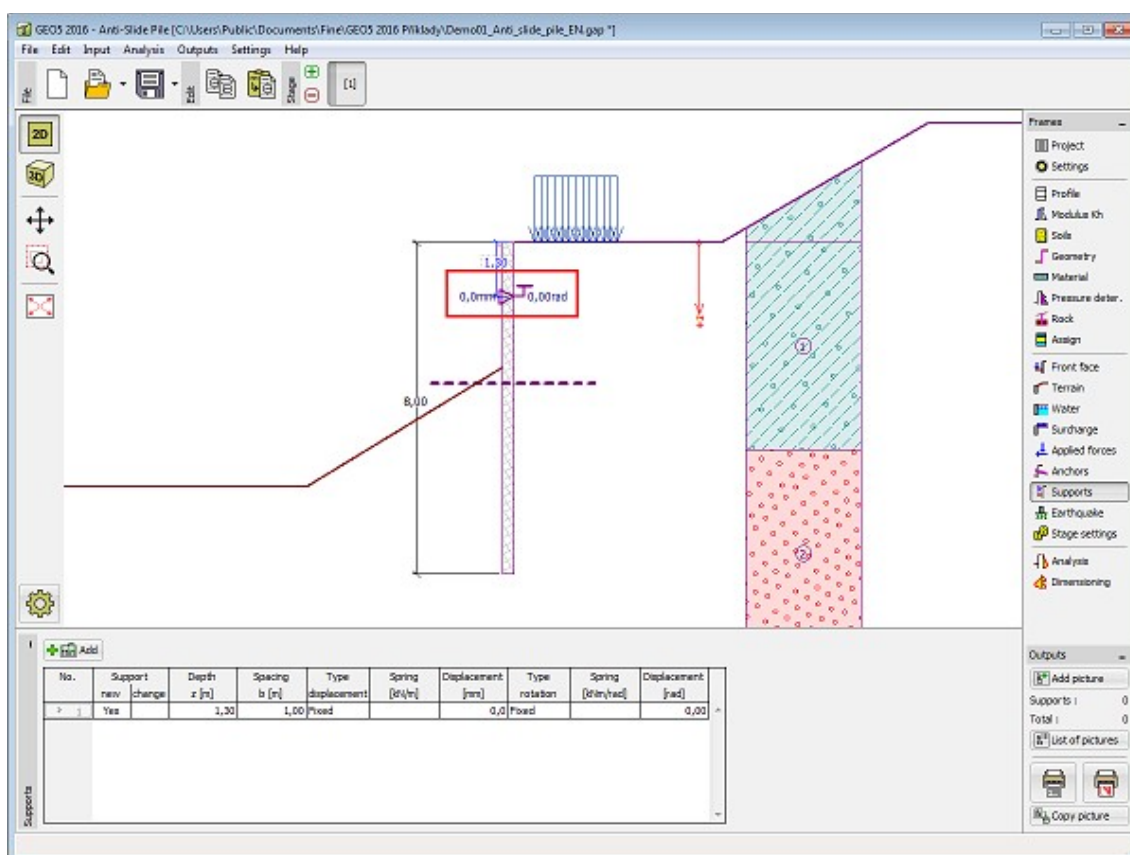 GEO5 2016 - Anti-Slide Pile [C:\Users\Public\Documents\Fine\GEO5 2016 Příklady\Demo01_Anti_slide_pile_EN.gap *]
File Edit Input Analysis Outputs Settings Help
File
Edit
Stage
[1]
2D
3D
1,30
0,0mm 0,00rad
+z
8,00
1
2
Frames
Project
Settings
Profile
Modulus Kh
Soils
Geometry
Material
Pressure deter.
Rock
Assign
Front face
Terrain
Water
Surcharge
Applied forces
Anchors
Supports
Earthquake
Stage settings
Analysis
Dimensioning
Add
No. Support Depth Spacing Type Spring Displacement Type Spring Displacement
new change z [m] b [m] displacement [kN/m] [mm] rotation [kNm/rad] [rad]
> 1 Yes 1,30 1,00 Fixed 0,0 Fixed 0,00
Supports
Outputs
Add picture
Supports : 0
Total : 0
List of pictures
Copy picture